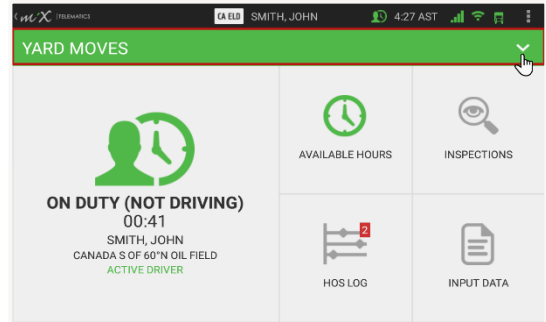 miX TELEMATICS CA ELD SMITH, JOHN 4:27 AST
YARD MOVES
ON DUTY (NOT DRIVING)
00:41
SMITH, JOHN
CANADA S OF 60°N OIL FIELD
ACTIVE DRIVER
AVAILABLE HOURS
INSPECTIONS
2
HOS LOG
INPUT DATA